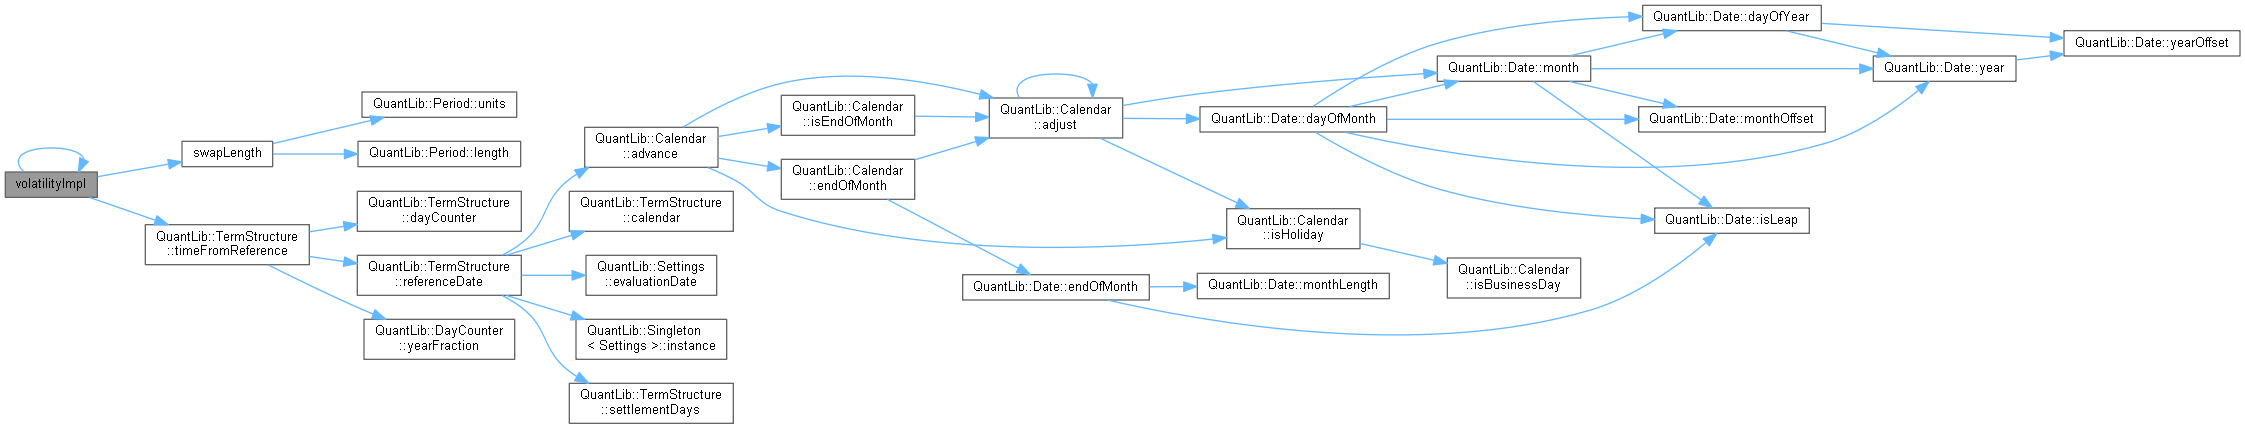 volatilityImpl
swapLength
QuantLib::Period::units
QuantLib::Period::length
QuantLib::TermStructure
::timeFromReference
QuantLib::TermStructure
::dayCounter
QuantLib::TermStructure
::referenceDate
QuantLib::DayCounter
::yearFraction
QuantLib::Calendar
::advance
QuantLib::TermStructure
::calendar
QuantLib::Settings
::evaluationDate
QuantLib::Singleton
< Settings >::instance
QuantLib::TermStructure
::settlementDays
QuantLib::Calendar
::isEndOfMonth
QuantLib::Calendar
::endOfMonth
QuantLib::Calendar
::adjust
QuantLib::Date::endOfMonth
QuantLib::Date::dayOfMonth
QuantLib::Calendar
::isHoliday
QuantLib::Date::monthLength
QuantLib::Date::month
QuantLib::Calendar
::isBusinessDay
QuantLib::Date::dayOfYear
QuantLib::Date::monthOffset
QuantLib::Date::isLeap
QuantLib::Date::year
QuantLib::Date::yearOffset